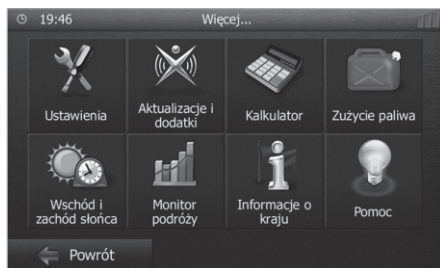 19:46
Więcej...
Ustawienia
Aktualizacje i
dodatki
Kalkulator
Zużycie paliwa
Wschód i
zachód słońca
Monitor
podróży
Informacje o
kraju
Pomoc
Powrót